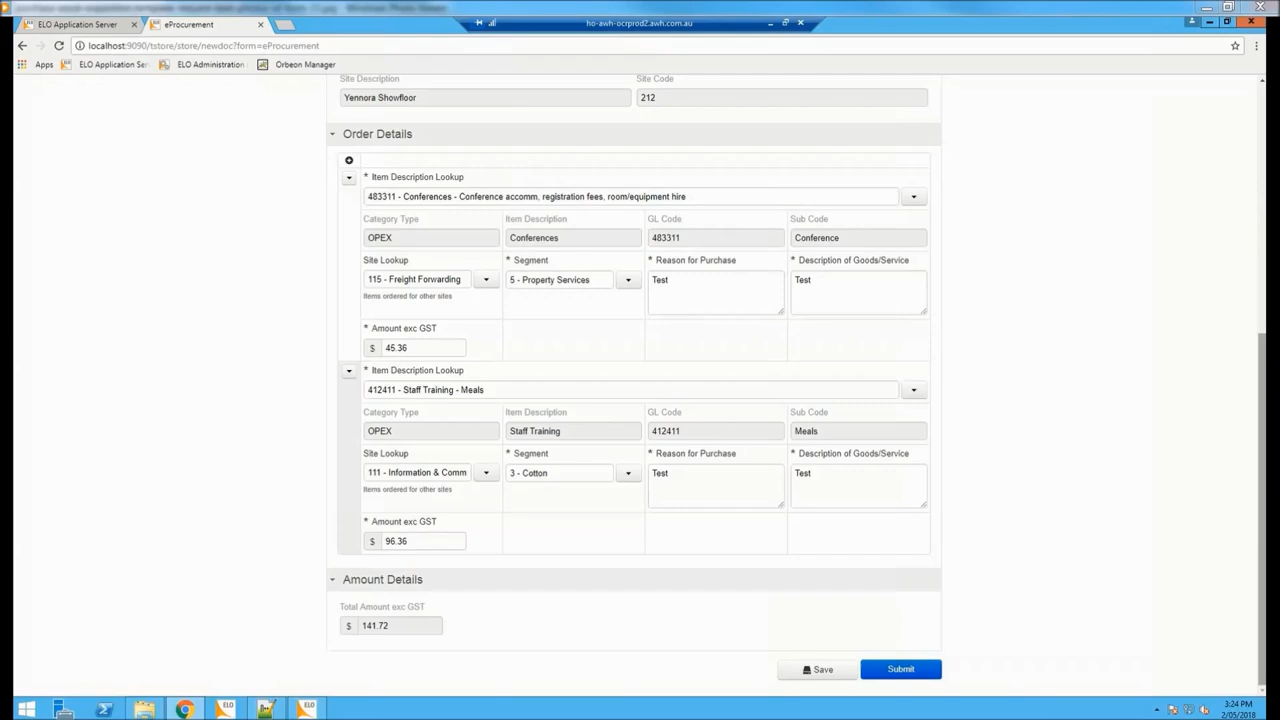 ELO Application Server
eProcurement
ho-awh-ocrprod2.awh.com.au
localhost:9090/tstore/store/newdoc?form=eProcurement
Apps ELO Application Ser ELO Administration Orbeon Manager
Site Description Site Code
Yennora Showfloor 212
Order Details
* Item Description Lookup
483311 - Conferences - Conference accomm, registration fees, room/equipment hire
Category Type Item Description GL Code Sub Code
OPEX Conferences 483311 Conference
Site Lookup * Segment * Reason for Purchase * Description of Goods/Service
115 - Freight Forwarding 5 - Property Services Test Test
Items ordered for other sites
* Amount exc GST
$ 45.36
* Item Description Lookup
412411 - Staff Training - Meals
Category Type Item Description GL Code Sub Code
OPEX Staff Training 412411 Meals
Site Lookup * Segment * Reason for Purchase * Description of Goods/Service
111 - Information & Comm 3 - Cotton Test Test
Items ordered for other sites
* Amount exc GST
$ 96.36
Amount Details
Total Amount exc GST
$ 141.72
Save Submit
ELO ELO
3:24 PM
2/05/2018